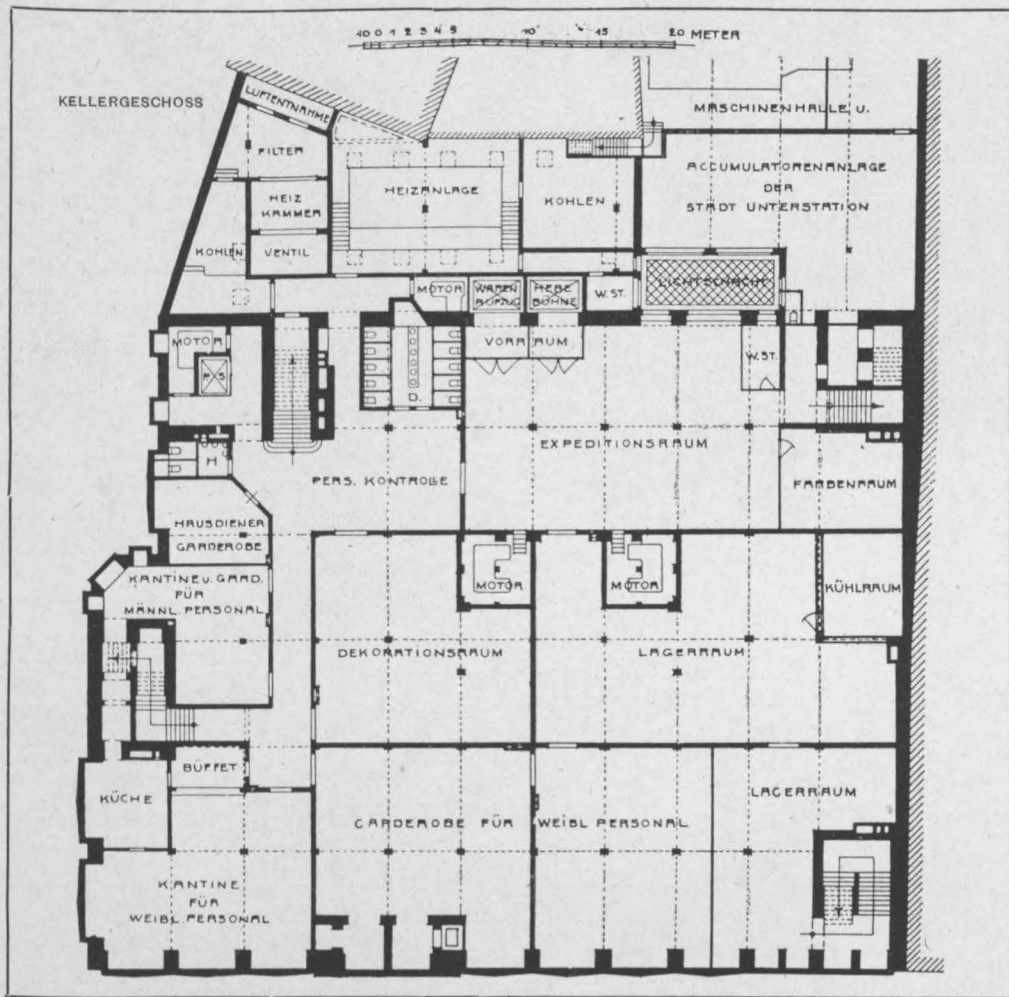 10 0 1 2 3 4 5 10 15 20 METER
KELLERGESCHOSS
LUFTENTNAHME
MASCHINENHALLE U.
FILTER
ACCUMULATORENANLAGE
DER
STÄDT UNTERSTATION
HEIZ
KAMMER
HEIZANLAGE
KOHLEN
KOHLEN
VENTIL
MOTOR
WAREN
AUFZUG
HEBE
BÜHNE
W.ST.
LICHTSCHACHT
MOTOR
VORRAUM
W.ST.
D.
EXPEDITIONSRAUM
H
PERS. KONTROLLE
FARBENRAUM
HAUSDIENER
GARDEROBE
KANTINE U. GARD.
FÜR
MÄNNL. PERSONAL
MOTOR
MOTOR
KÜHLRAUM
DEKORATIONSRAUM
LAGERRAUM
BÜFFET
KÜCHE
LAGERRAUM
GARDEROBE FÜR WEIBL PERSONAL
KANTINE
FÜR
WEIBL. PERSONAL